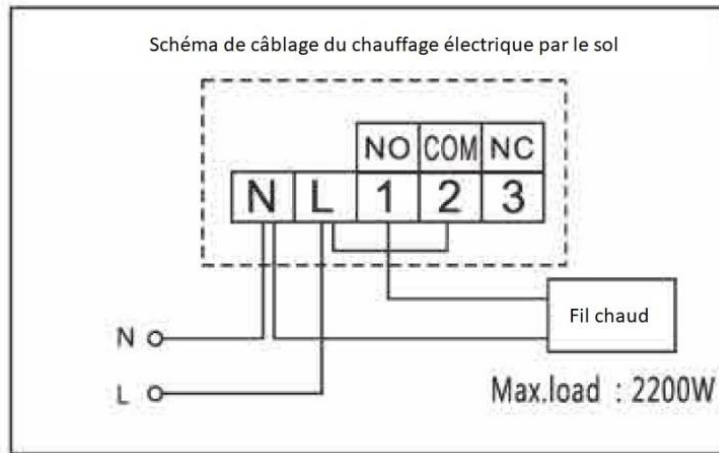 Schéma de câblage du chauffage électrique par le sol
NO COM NC
N L 1 2 3
Fil chaud
N
L
Max.load : 2200W